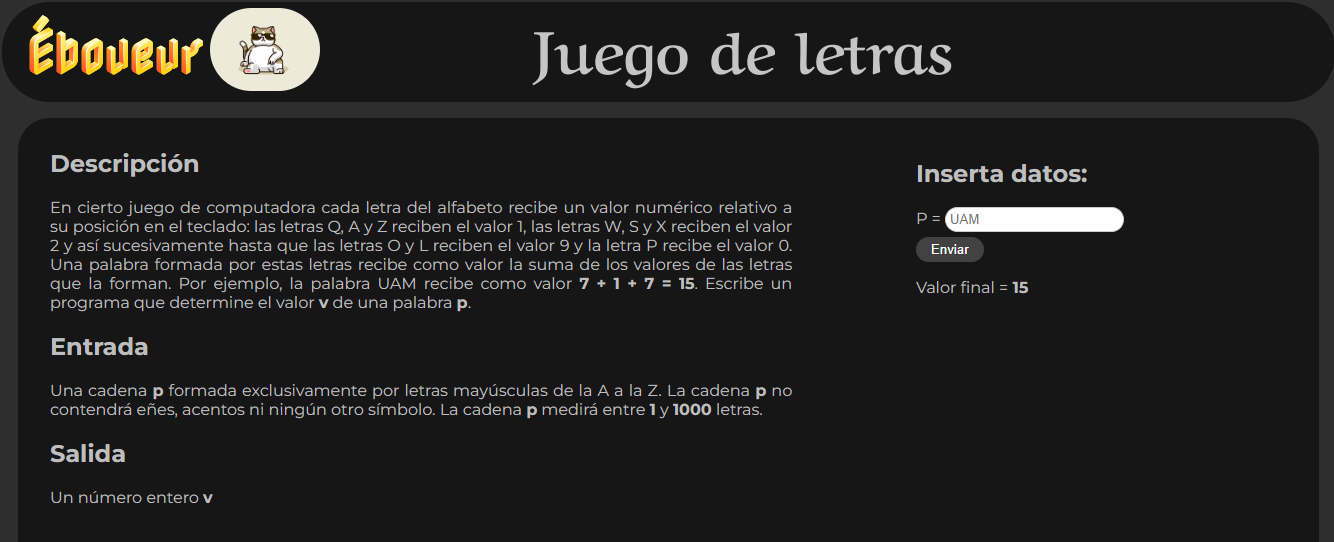 Éboueur
Juego de letras
Descripción
En cierto juego de computadora cada letra del alfabeto recibe un valor numérico relativo a
su posición en el teclado: las letras Q, A y Z reciben el valor 1, las letras W, S y X reciben el valor
2 y así sucesivamente hasta que las letras O y L reciben el valor 9 y la letra P recibe el valor 0.
Una palabra formada por estas letras recibe como valor la suma de los valores de las letras
que la forman. Por ejemplo, la palabra UAM recibe como valor 7 + 1 + 7 = 15. Escribe un
programa que determine el valor v de una palabra p.
Entrada
Una cadena p formada exclusivamente por letras mayúsculas de la A a la Z. La cadena p no
contendrá eñes, acentos ni ningún otro símbolo. La cadena p medirá entre 1 y 1000 letras.
Salida
Un número entero v
Inserta datos:
P = UAM
Enviar
Valor final = 15